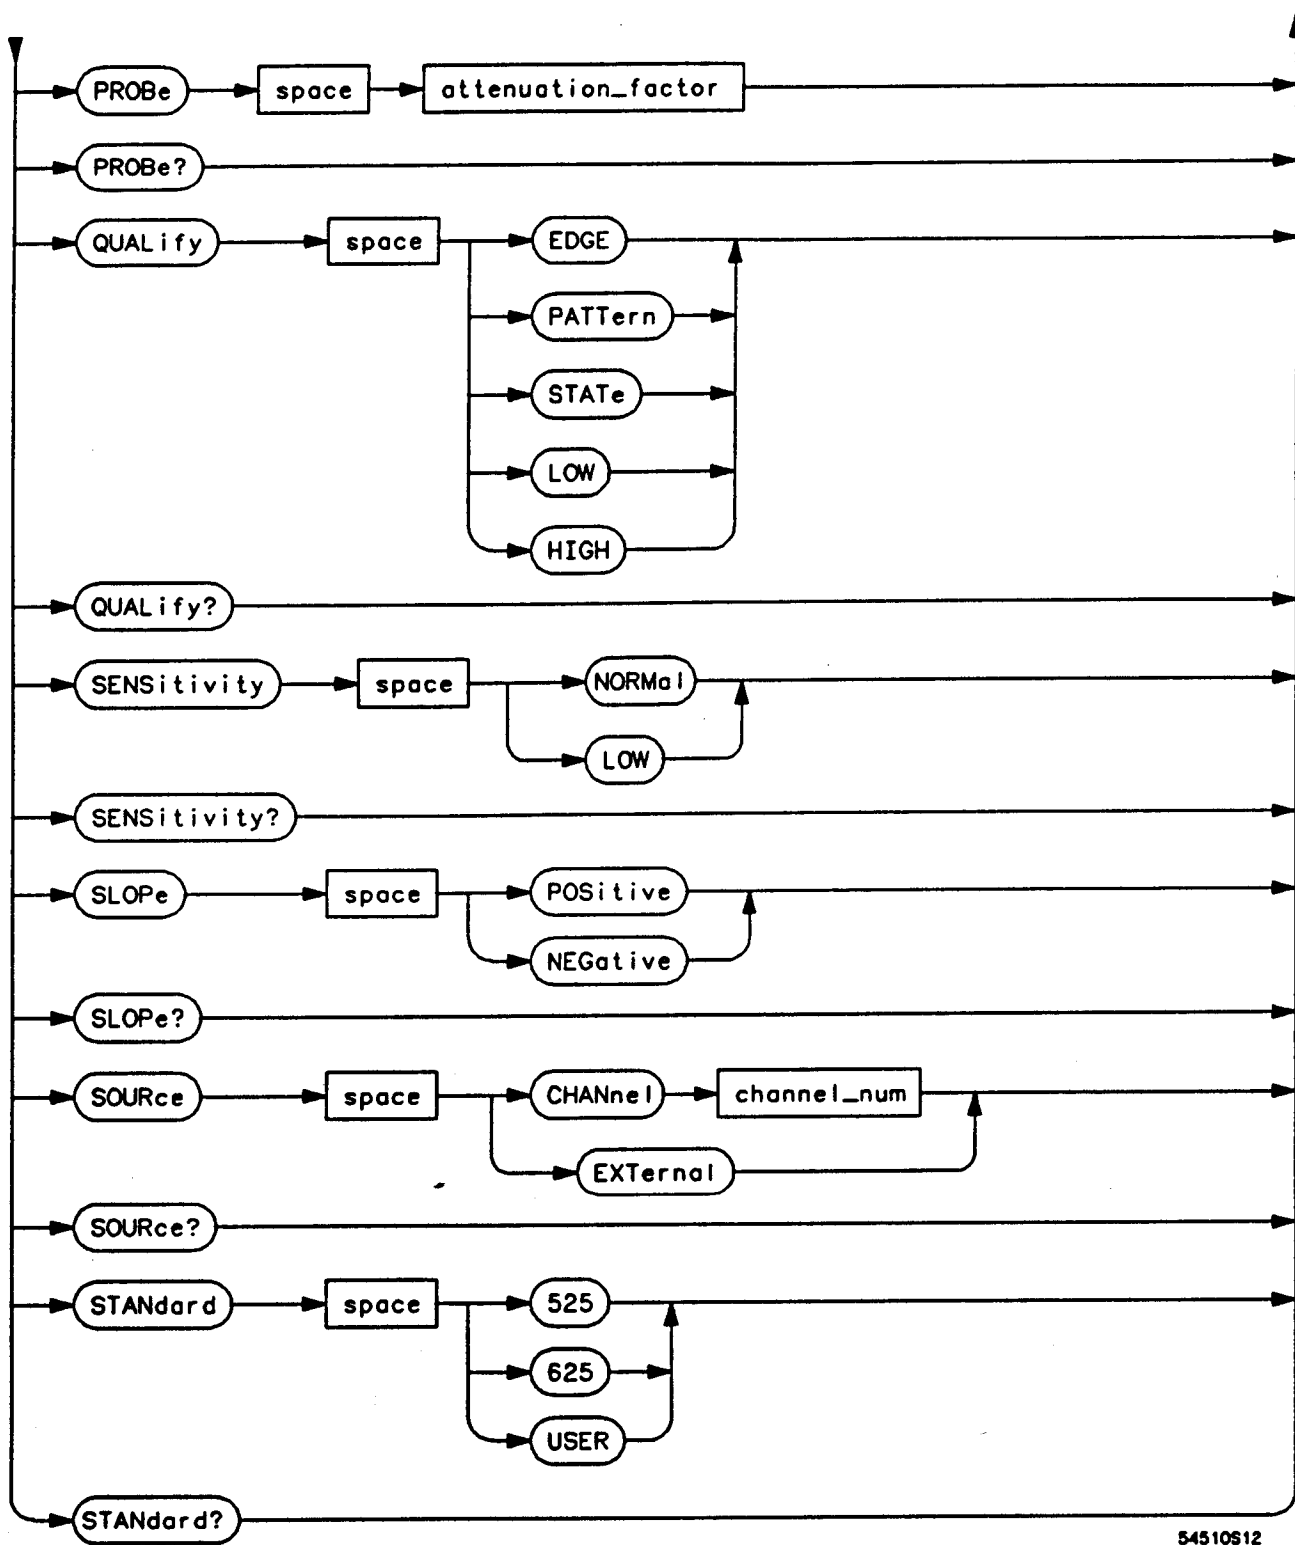 PROBe space attenuation_factor
PROBe?
QUALify space EDGE
PATTern
STATe
LOW
HIGH
QUALify?
SENSitivity space NORMal
LOW
SENSitivity?
SLOPe space POSitive
NEGative
SLOPe?
SOURce space CHANnel channel_num
EXTernal
SOURce?
STANdard space 525
625
USER
STANdard?
54510S12